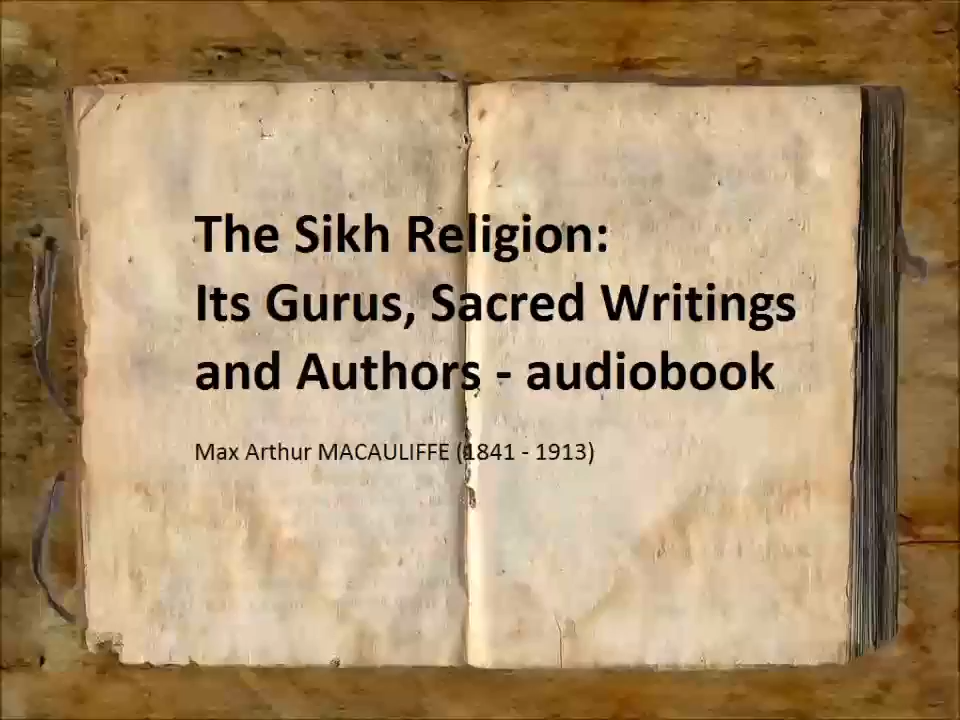 The Sikh Religion:
Its Gurus, Sacred Writings
and Authors - audiobook
Max Arthur MACAULIFFE (1841 - 1913)